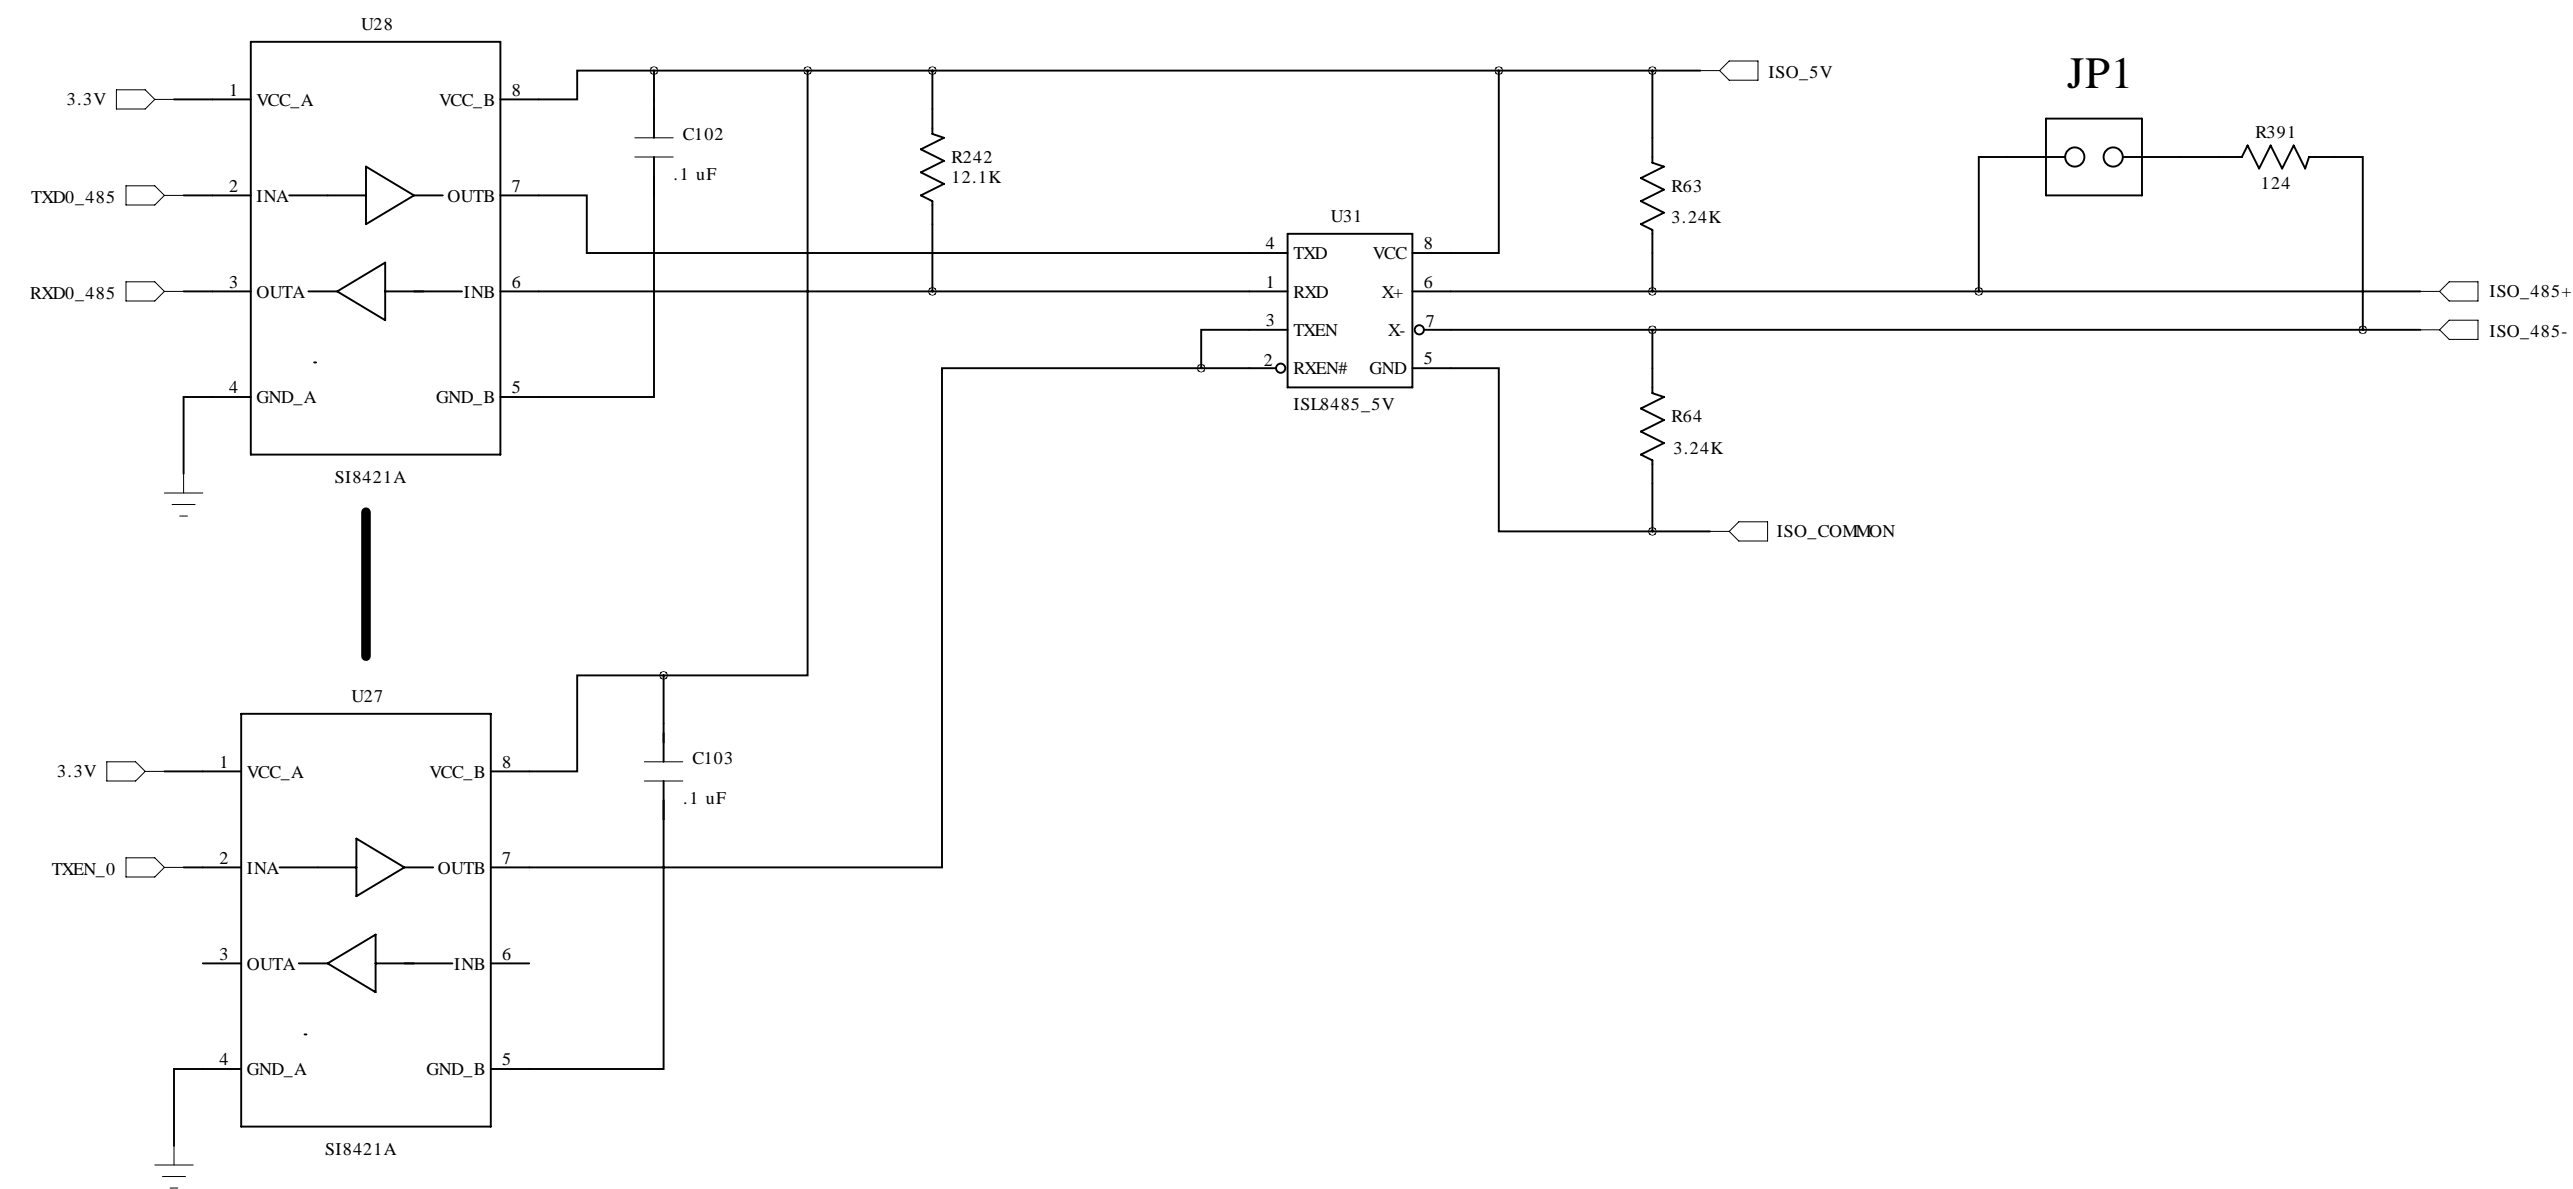 U28
3.3V
1
VCC_A
VCC_B
8
TXD0_485
2
INA
OUTB
7
RXD0_485
3
OUTA
INB
6
4
GND_A
GND_B
5
SI8421A
C102
.1 uF
R242
12.1K
U31
4
TXD
VCC
8
1
RXD
X+
6
3
TXEN
X-
7
2
RXEN#
GND
5
ISL8485_5V
ISO_5V
R63
3.24K
R64
3.24K
ISO_COMMON
JP1
R391
124
ISO_485+
ISO_485-
U27
3.3V
1
VCC_A
VCC_B
8
TXEN_0
2
INA
OUTB
7
3
OUTA
INB
6
4
GND_A
GND_B
5
SI8421A
C103
.1 uF